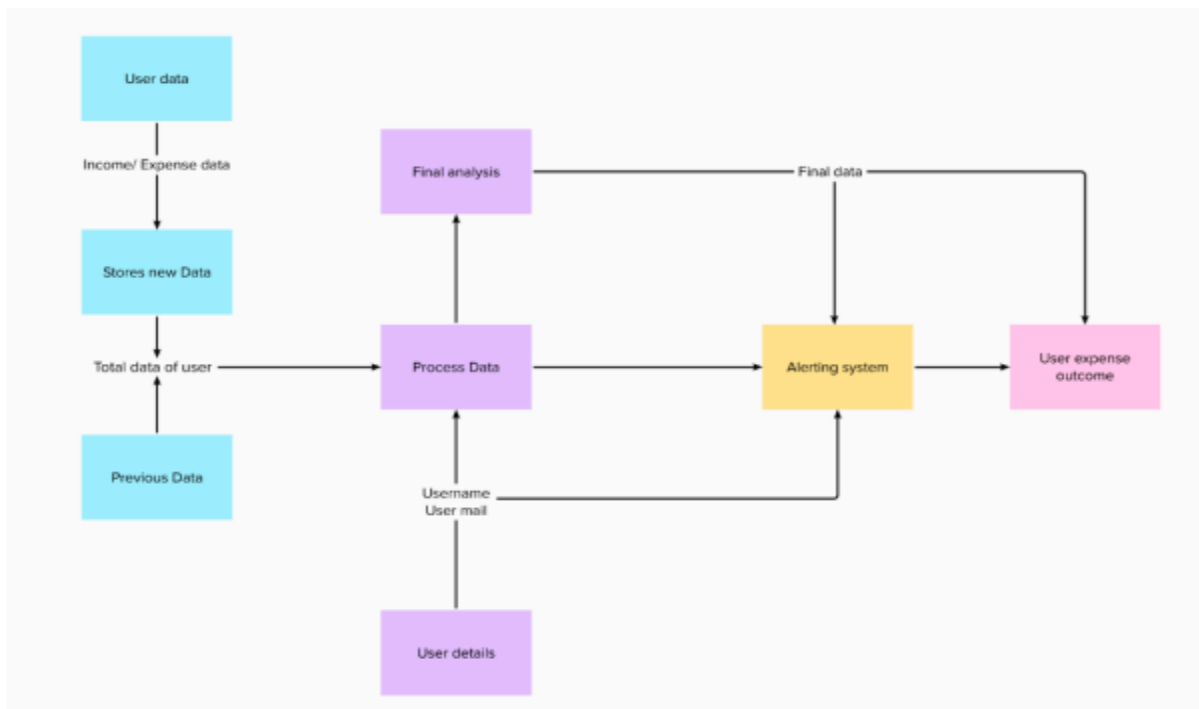 User data
Income/ Expense data
Final analysis
Final data
Stores new Data
Total data of user
Process Data
Alerting system
User expense
outcome
Previous Data
Username
User mail
User details